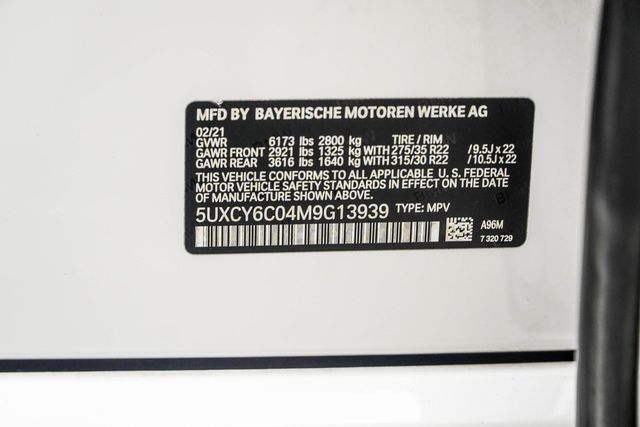 MFD BY BAYERISCHE MOTOREN WERKE AG
02/21
GVWR 6173 lbs 2800 kg TIRE / RIM
GAWR FRONT 2921 lbs 1325 kg WITH 275/35 R22 /9.5J x 22
GAWR REAR 3616 lbs 1640 kg WITH 315/30 R22 /10.5J x 22
THIS VEHICLE CONFORMS TO ALL APPLICABLE U. S. FEDERAL
MOTOR VEHICLE SAFETY STANDARDS IN EFFECT ON THE DATE
OF MANUFACTURE SHOWN ABOVE.
5UXCY6C04M9G13939 TYPE: MPV
A96M
7 320 729